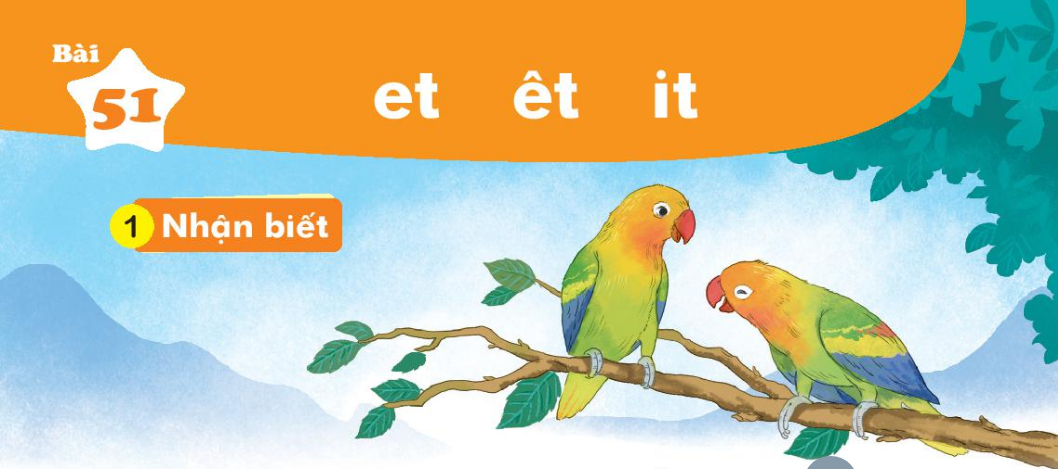 Bài
51
et êt it
1 Nhận biết